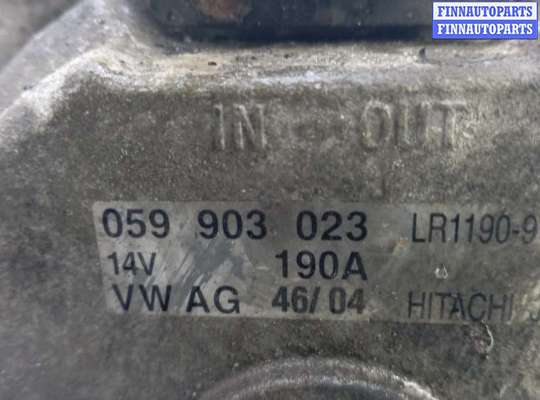 FINNAUTOPARTS
FINNAUTOPARTS
IN OUT
059 903 023 LR1190-9
14V 190A
VW AG 46/04 HITACHI